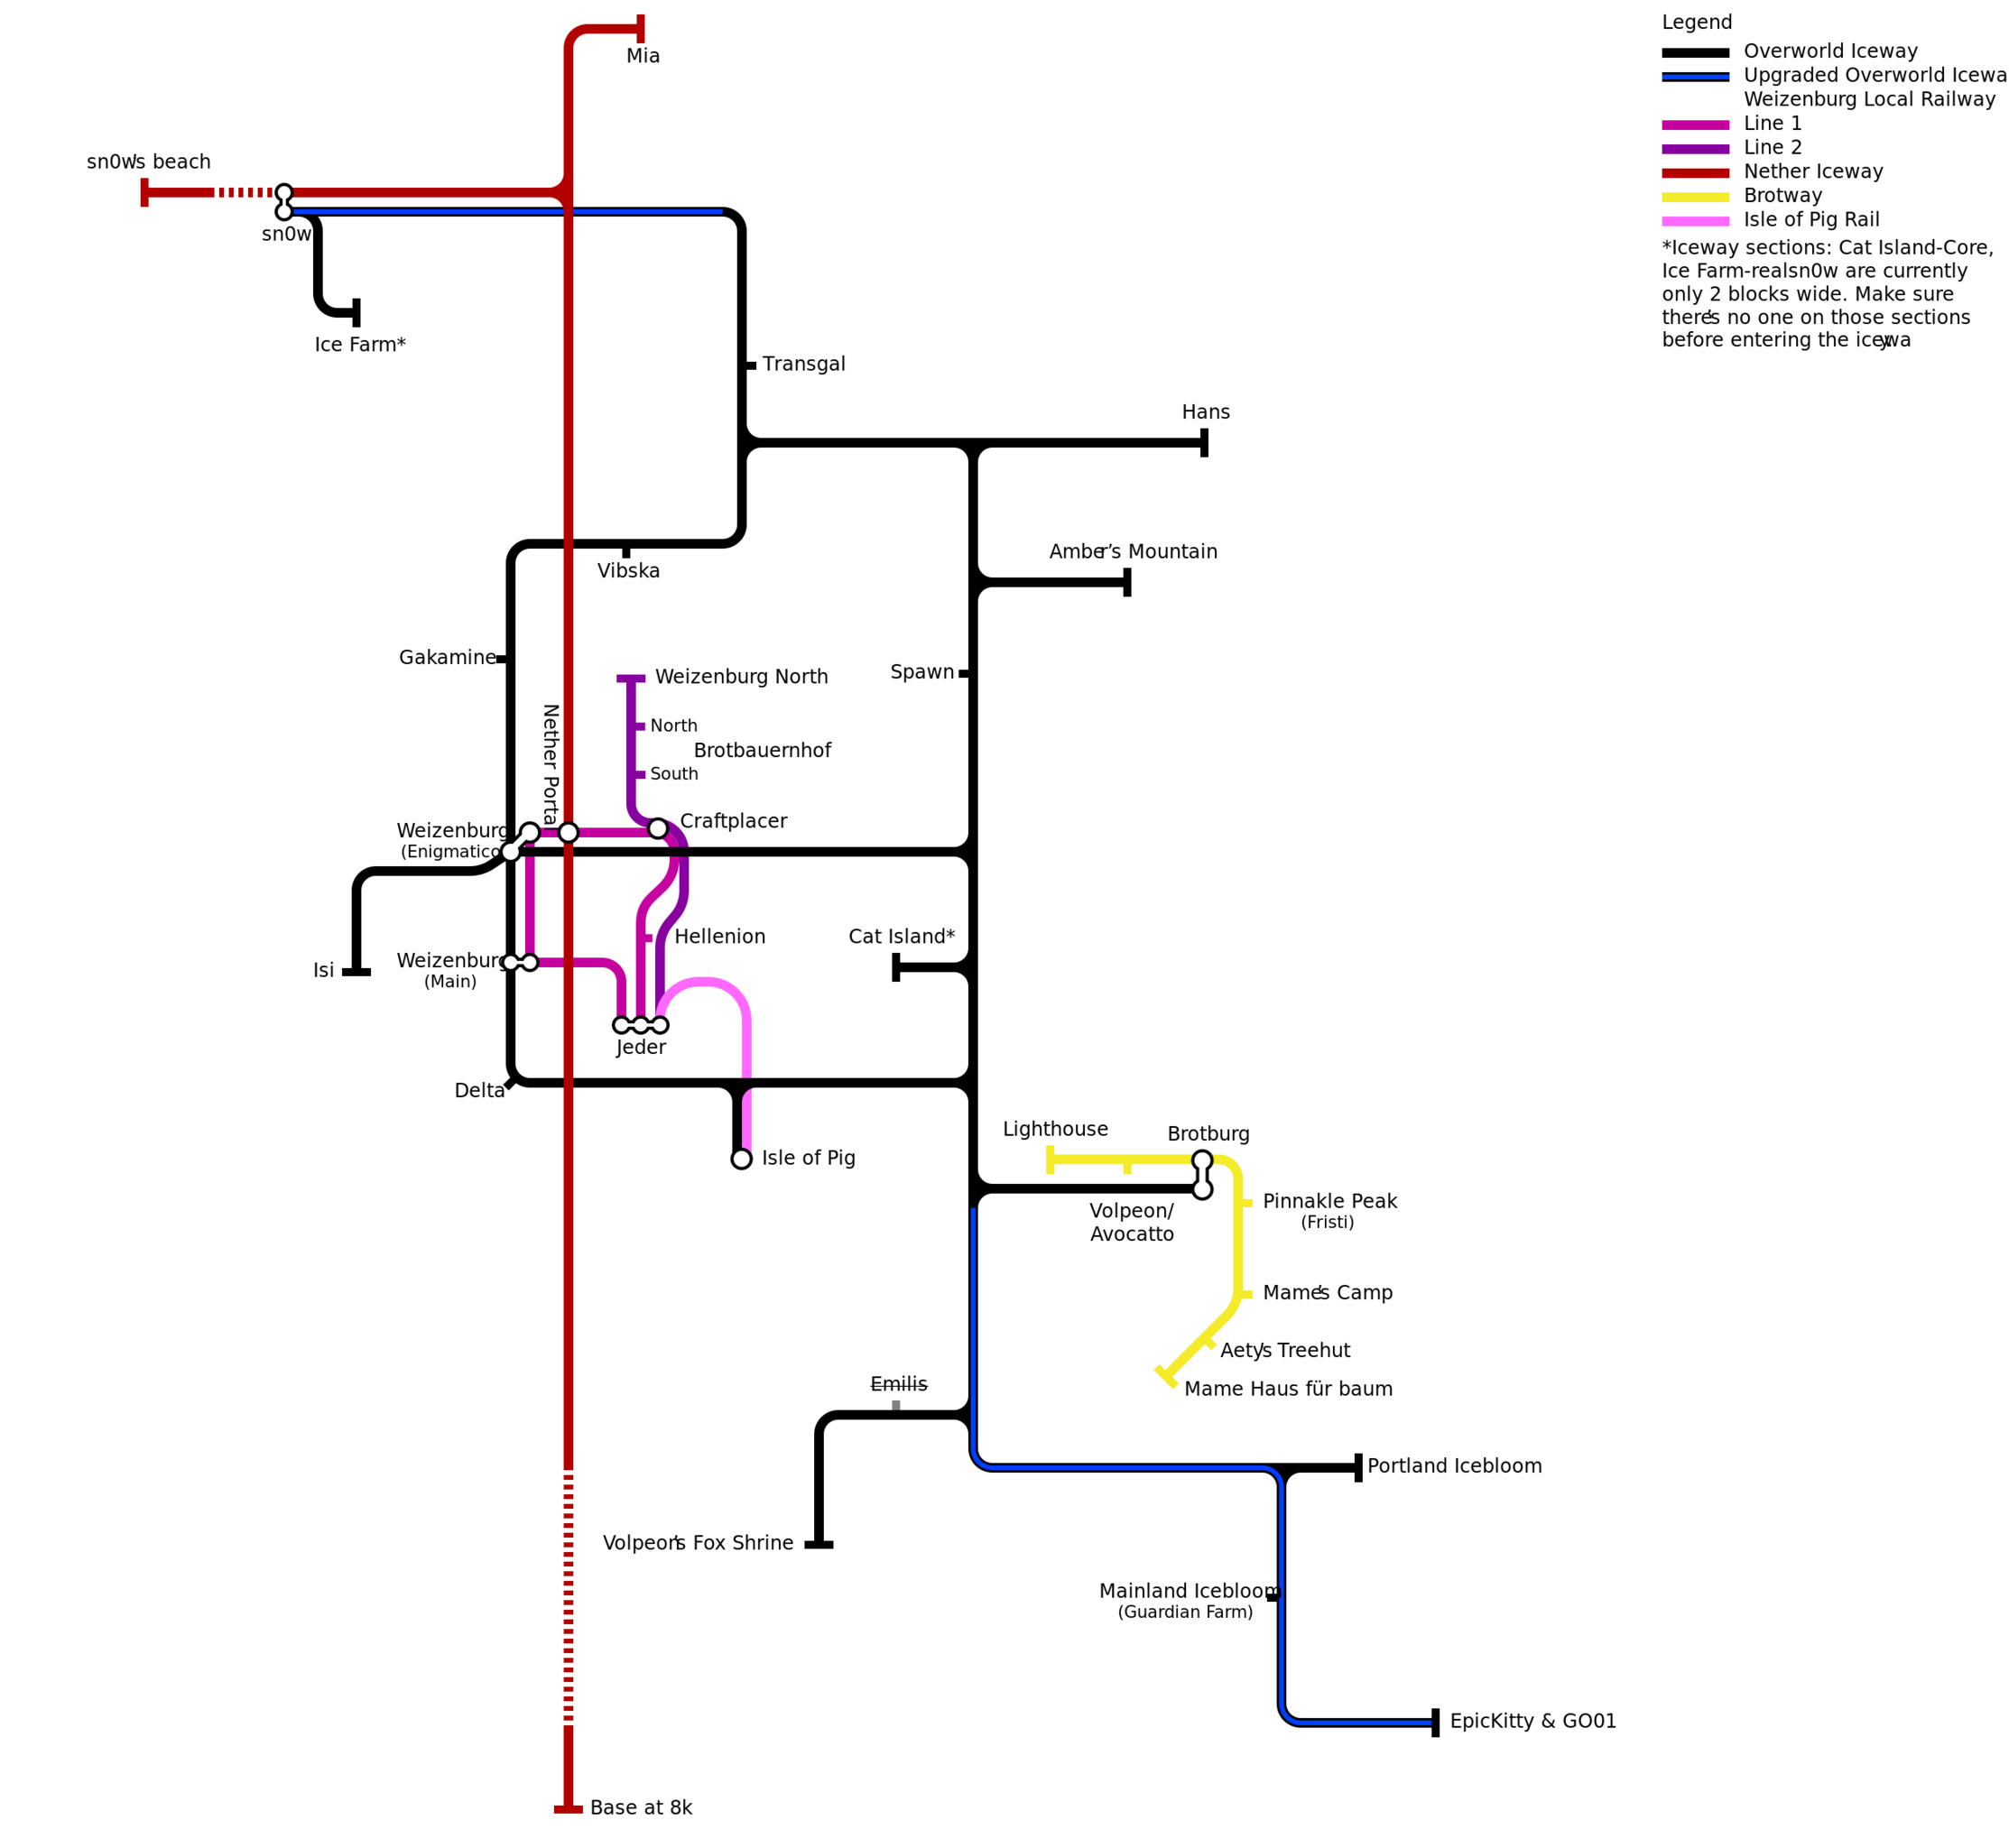 Legend
Overworld Iceway
Upgraded Overworld Icewa
Weizenburg Local Railway
Line 1
Line 2
Nether Iceway
Brotway
Isle of Pig Rail
*Iceway sections: Cat Island-Core,
Ice Farm-realsn0w are currently
only 2 blocks wide. Make sure
there's no one on those sections
before entering the iceway.
Mia
sn0w's beach
sn0w
Ice Farm*
Transgal
Hans
Amber's Mountain
Vibska
Gakamine
Spawn
Weizenburg North
North
Brotbauernhof
South
Nether Porta
Craftplacer
Weizenburg
(Enigmatico
Hellenion
Cat Island*
Isi
Weizenburg
(Main)
Jeder
Delta
Isle of Pig
Lighthouse
Brotburg
Pinnakle Peak
(Fristi)
Volpeon/
Avocatto
Mame's Camp
Aety's Treehut
Mame Haus für baum
Emilis
Portland Icebloom
Volpeon's Fox Shrine
Mainland Icebloom
(Guardian Farm)
EpicKitty & GO01
Base at 8k